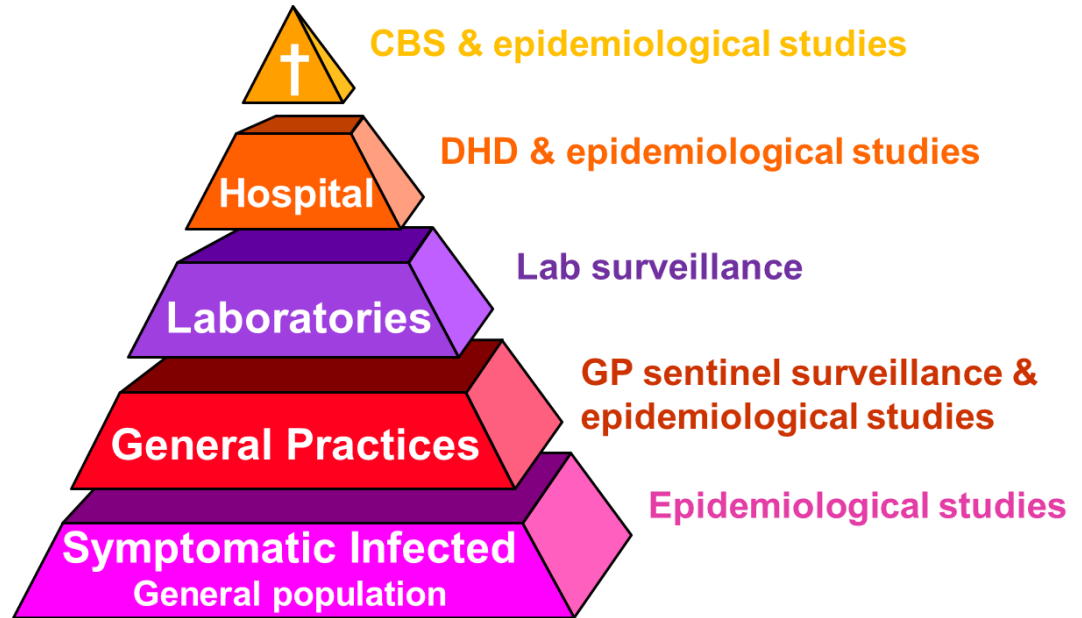 CBS & epidemiological studies
DHD & epidemiological studies
Hospital
Lab surveillance
Laboratories
GP sentinel surveillance &
epidemiological studies
General Practices
Epidemiological studies
Symptomatic Infected
General population